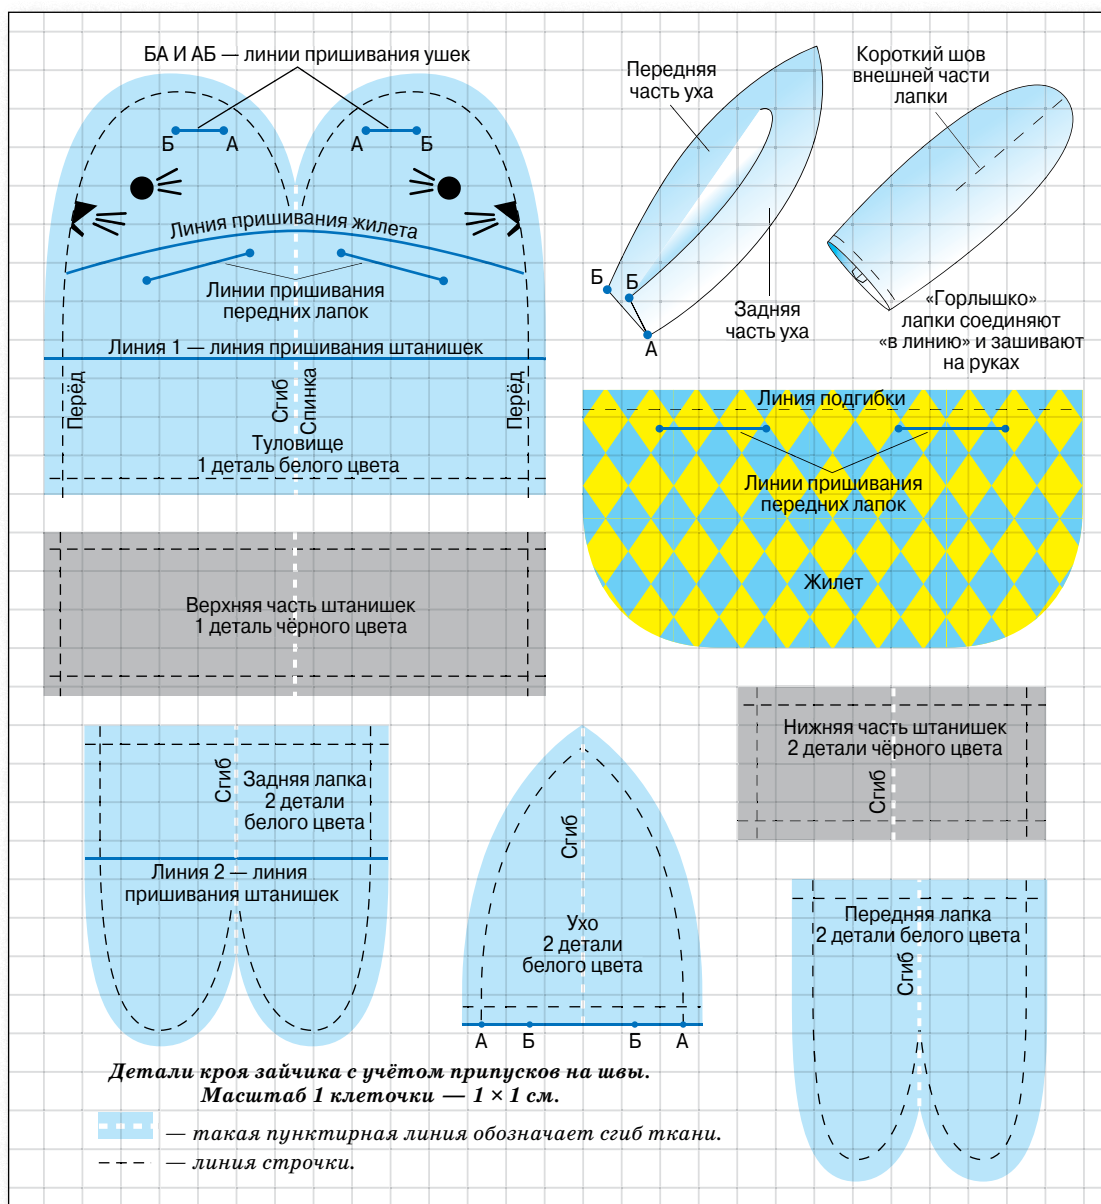 БА И АБ — линии пришивания ушек
Б
А
А
Б
Линия пришивания жилета
Линии пришивания
передних лапок
Линия 1 — линия пришивания штанишек
Перёд
Сгиб
Спинка
Перёд
Туловище
1 деталь белого цвета
Передняя
часть уха
Б
Б
А
Задняя
часть уха
Короткий шов
внешней части
лапки
«Горлышко»
лапки соединяют
«в линию» и зашивают
на руках
Линия подгибки
Линии пришивания
передних лапок
Жилет
Верхняя часть штанишек
1 деталь чёрного цвета
Сгиб
Задняя лапка
2 детали
белого цвета
Линия 2 — линия
пришивания штанишек
Сгиб
Ухо
2 детали
белого цвета
А
Б
Б
А
Нижняя часть штанишек
2 детали чёрного цвета
Сгиб
Передняя лапка
2 детали белого цвета
Сгиб
Детали кроя зайчика с учётом припусков на швы.
Масштаб 1 клеточки — 1 × 1 см.
— такая пунктирная линия обозначает сгиб ткани.
— линия строчки.